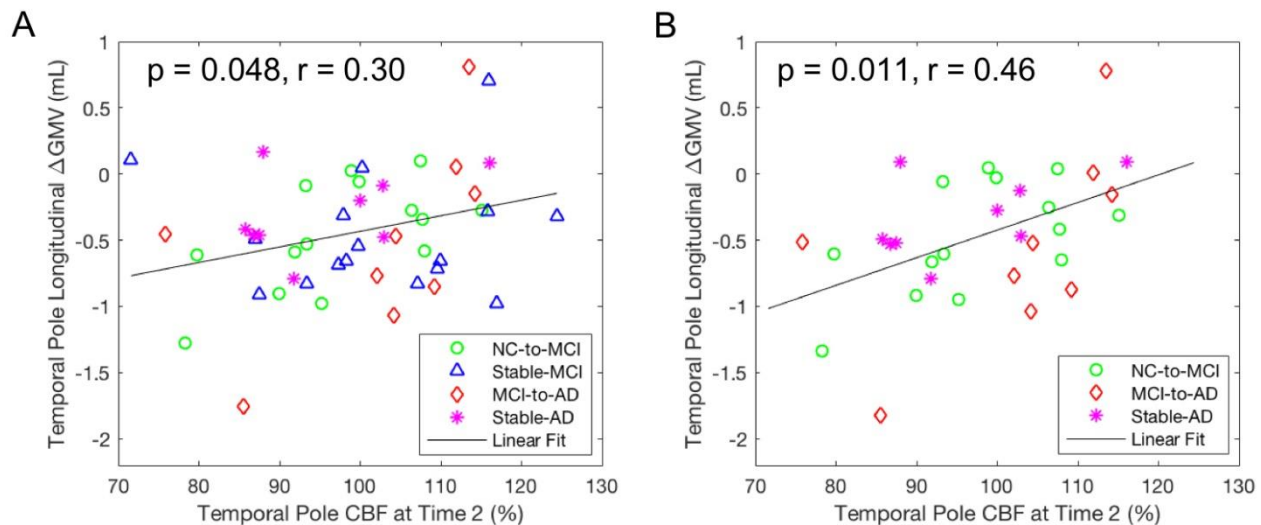 A
p = 0.048, r = 0.30
Temporal Pole Longitudinal ΔGMV (mL)
1
0.5
0
-0.5
-1
-1.5
-2
NC-to-MCI
Stable-MCI
MCI-to-AD
Stable-AD
Linear Fit
70 80 90 100 110 120 130
Temporal Pole CBF at Time 2 (%)
B
p = 0.011, r = 0.46
Temporal Pole Longitudinal ΔGMV (mL)
1
0.5
0
-0.5
-1
-1.5
-2
NC-to-MCI
MCI-to-AD
Stable-AD
Linear Fit
70 80 90 100 110 120 130
Temporal Pole CBF at Time 2 (%)